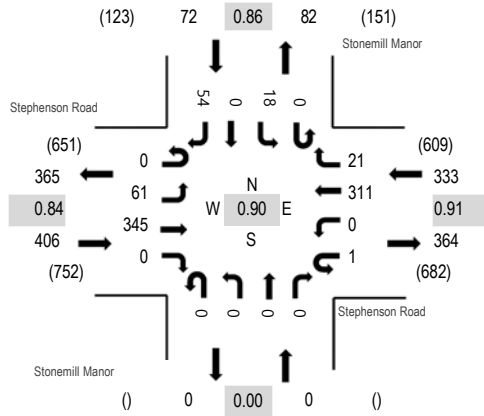 (123) 72 0.86 82 (151)
Stonemill Manor
Stephenson Road
54 0 18 0
(651) (609)
365 0 21 333
61 N 311
0.84 W 0.90 E 0.91
345 S 0
406 0 1 364
(752) (682)
0 0 0 0
Stephenson Road
Stonemill Manor
() 0 0.00 0 ()